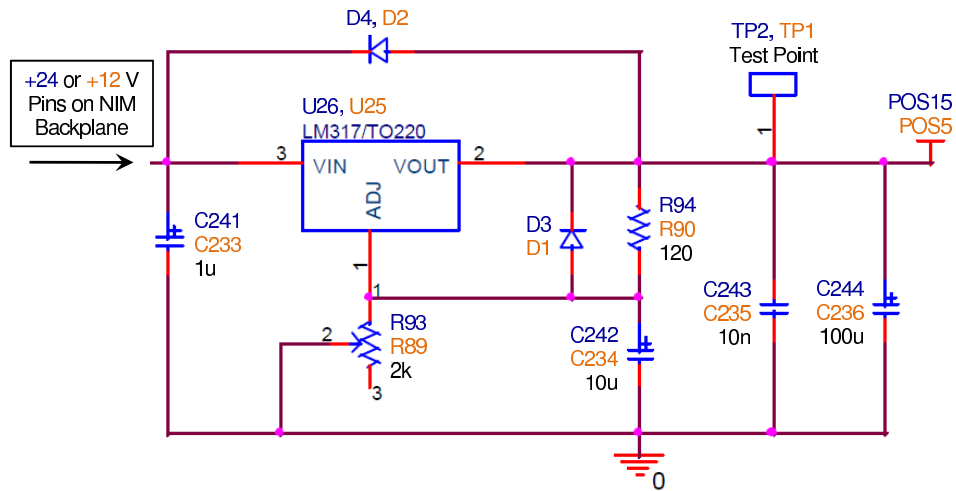 D4, D2
TP2, TP1
Test Point
+24 or +12 V
Pins on NIM
Backplane
U26, U25
LM317/TO220
POS15
POS5
1
3
VIN
VOUT
2
ADJ
C241
C233
1u
D3
D1
R94
R90
120
1
1
R93
R89
2k
2
3
C242
C234
10u
C243
C235
10n
C244
C236
100u
0